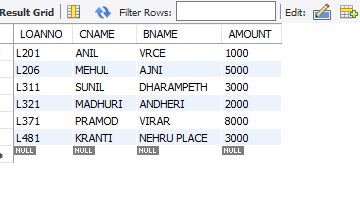 Result Grid Filter Rows: Edit:
LOANNO CNAME BNAME AMOUNT
L201 ANIL VRCE 1000
L206 MEHUL AJNI 5000
L311 SUNIL DHARAMPETH 3000
L321 MADHURI ANDHERI 2000
L371 PRAMOD VIRAR 8000
L481 KRANTI NEHRU PLACE 3000
NULL NULL NULL NULL